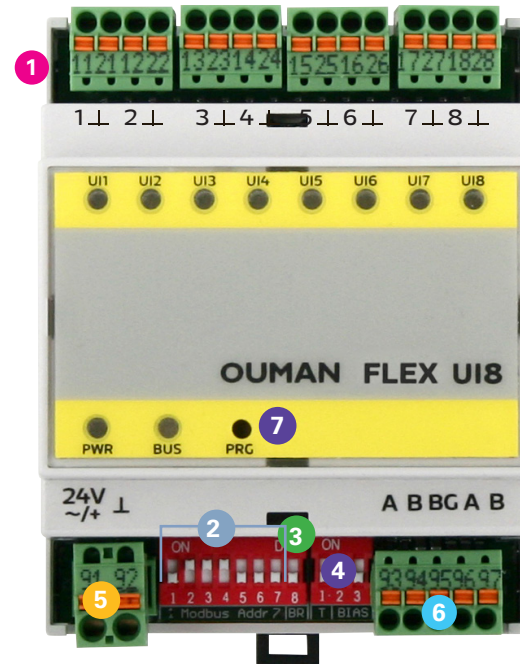 11 21 12 22 13 23 14 24 15 25 16 26 17 27 18 28
1
1 ⊥ 2 ⊥ 3 ⊥ 4 ⊥ 5 ⊥ 6 ⊥ 7 ⊥ 8 ⊥
UI1 UI2 UI3 UI4 UI5 UI6 UI7 UI8
OUMAN FLEX UI8
7
PWR BUS PRG
24V ⊥ A B BG A B
~/+
2 3
ON ON
91 92 4 93 94 95 96 97
5 6
1 2 3 4 5 6 7 8 1 2 3
Modbus Addr 7 BR T BIAS